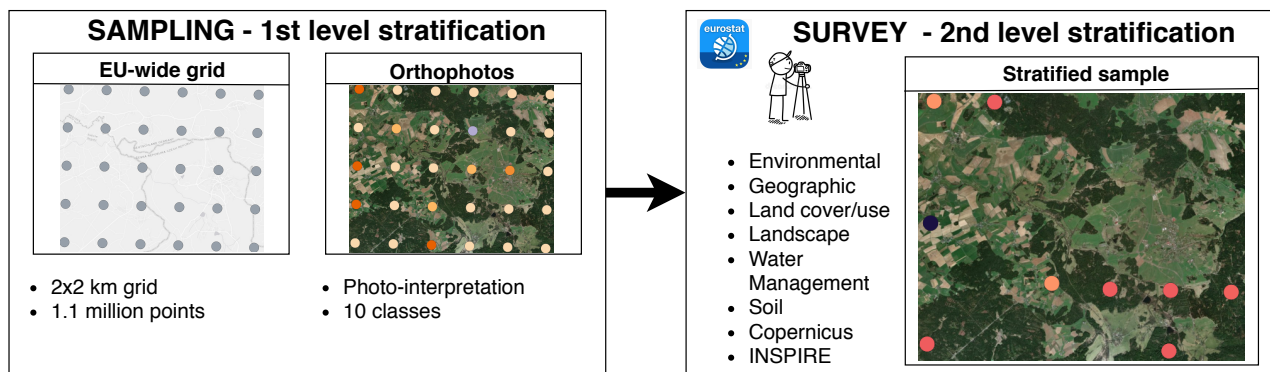 SAMPLING - 1st level stratification
EU-wide grid
Orthophotos
• 2x2 km grid
• 1.1 million points
• Photo-interpretation
• 10 classes
eurostat
SURVEY - 2nd level stratification
• Environmental
• Geographic
• Land cover/use
• Landscape
• Water
Management
• Soil
• Copernicus
• INSPIRE
Stratified sample